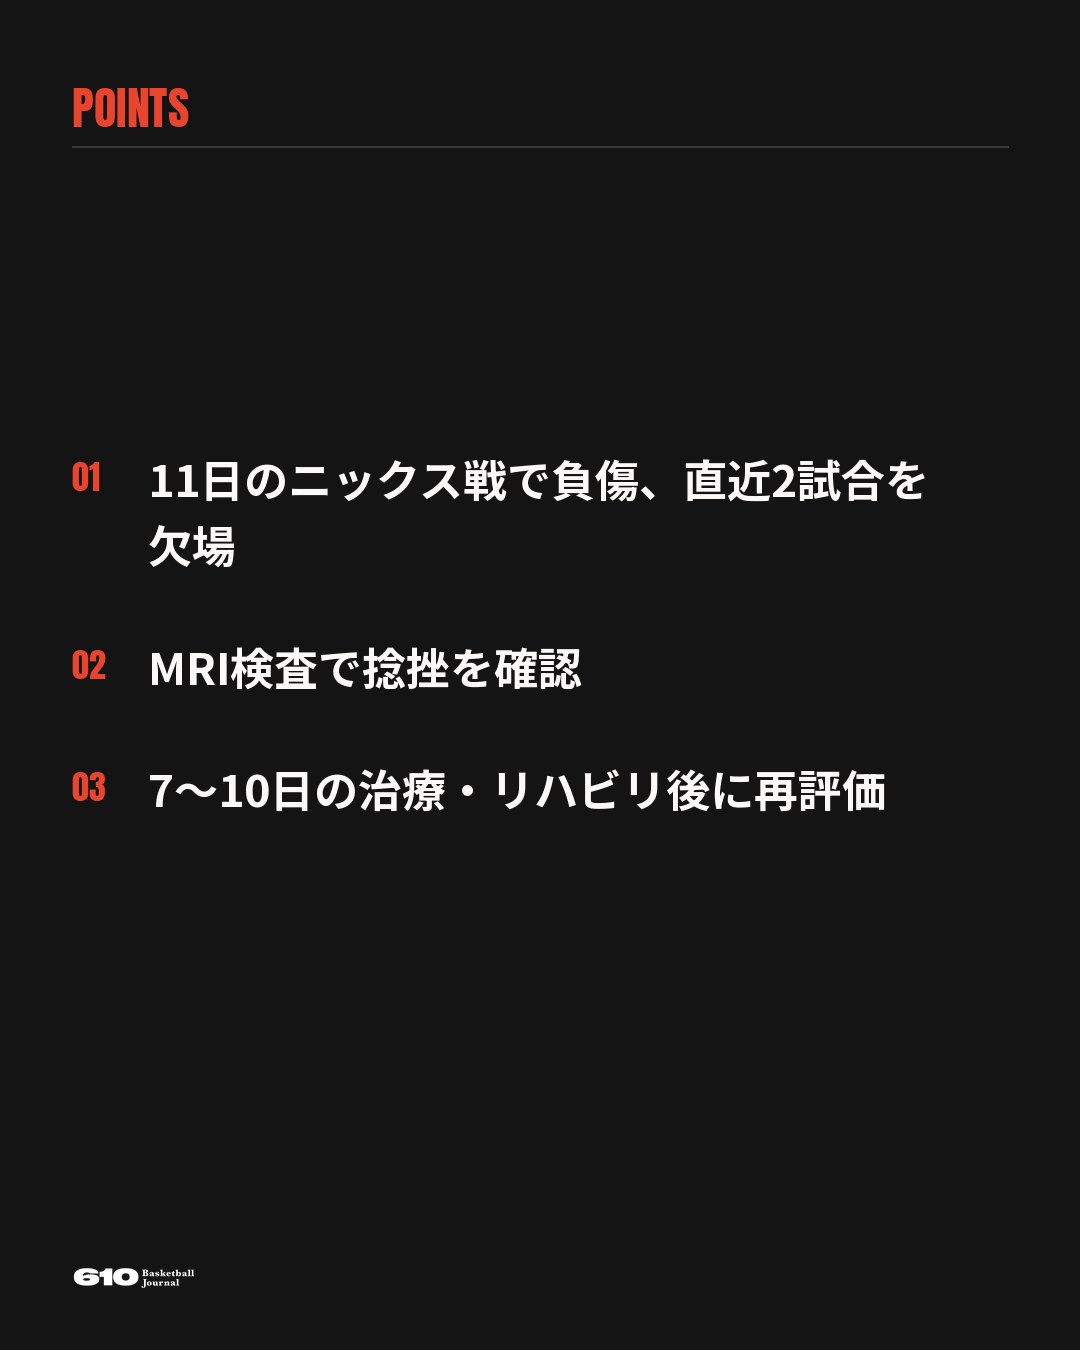 POINTS
01 11日のニックス戦で負傷、直近2試合を
欠場
02 MRI検査で捻挫を確認
03 7〜10日の治療・リハビリ後に再評価
610 Basketball
Journal